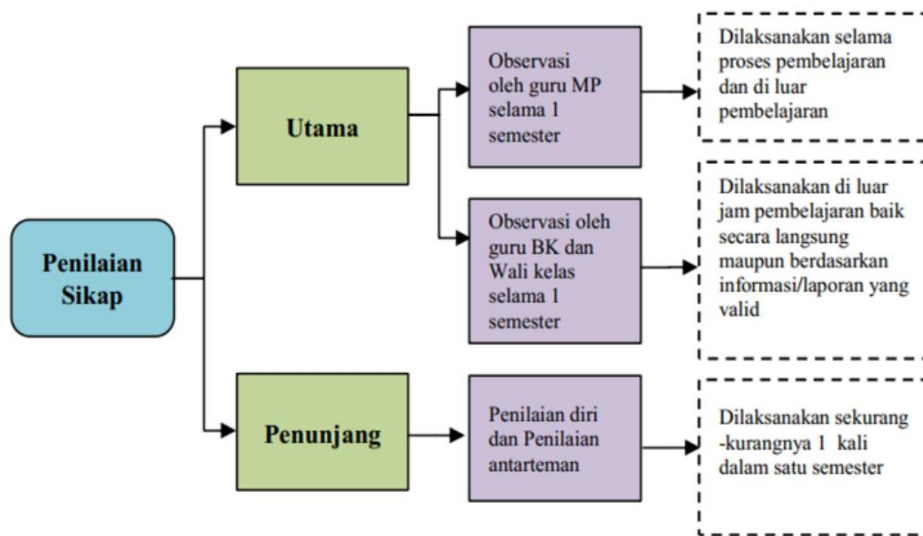 Penilaian
Sikap
Utama
Observasi
oleh guru MP
selama 1
semester
Dilaksanakan selama
proses pembelajaran
dan di luar
pembelajaran
Observasi oleh
guru BK dan
Wali kelas
selama 1
semester
Dilaksanakan di luar
jam pembelajaran baik
secara langsung
maupun berdasarkan
informasi/laporan yang
valid
Penunjang
Penilaian diri
dan Penilaian
antarteman
Dilaksanakan sekurang
-kurangnya 1 kali
dalam satu semester